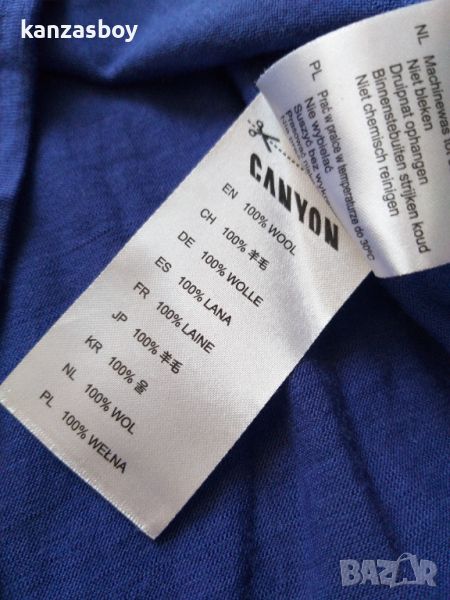 kanzasboy
CANYON
EN 100% WOOL
CH 100% 羊毛
DE 100% WOLLE
ES 100% LANA
FR 100% LAINE
JP 100% 羊毛
KR 100% 울
NL 100% WOL
PL 100% WEŁNA
PL
Prać w pralce w temperaturze do 30°C
Nie wybielać
Suszyć bez
NL
Machinewas
Niet bleken
Druipnat ophangen
Binnenstebuiten strijken koud
Niet chemisch reinigen
BAZAR